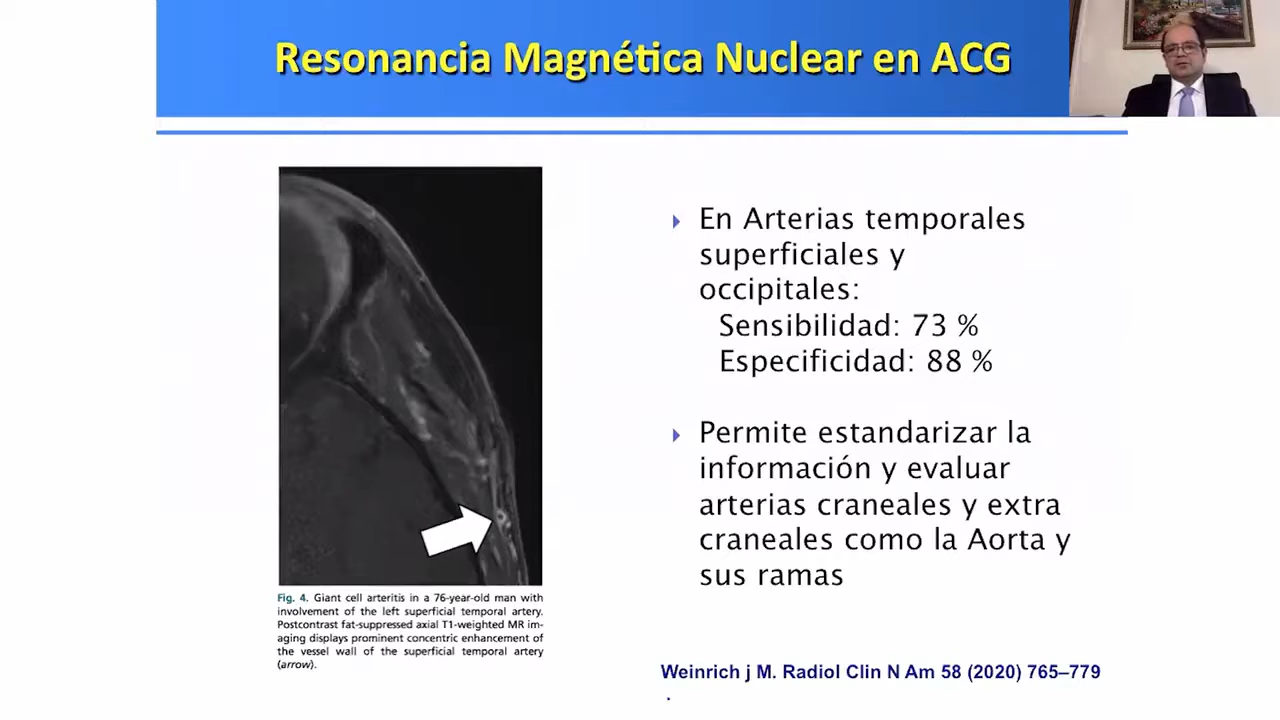 Resonancia Magnética Nuclear en ACG
Fig. 4. Giant cell arteritis in a 76-year-old man with
involvement of the left superficial temporal artery.
Postcontrast fat-suppressed axial T1-weighted MR im-
aging displays prominent concentric enhancement of
the vessel wall of the superficial temporal artery
(arrow).
En Arterias temporales
superficiales y
occipitales:
Sensibilidad: 73 %
Especificidad: 88 %
Permite estandarizar la
información y evaluar
arterias craneales y extra
craneales como la Aorta y
sus ramas
Weinrich j M. Radiol Clin N Am 58 (2020) 765–779
.